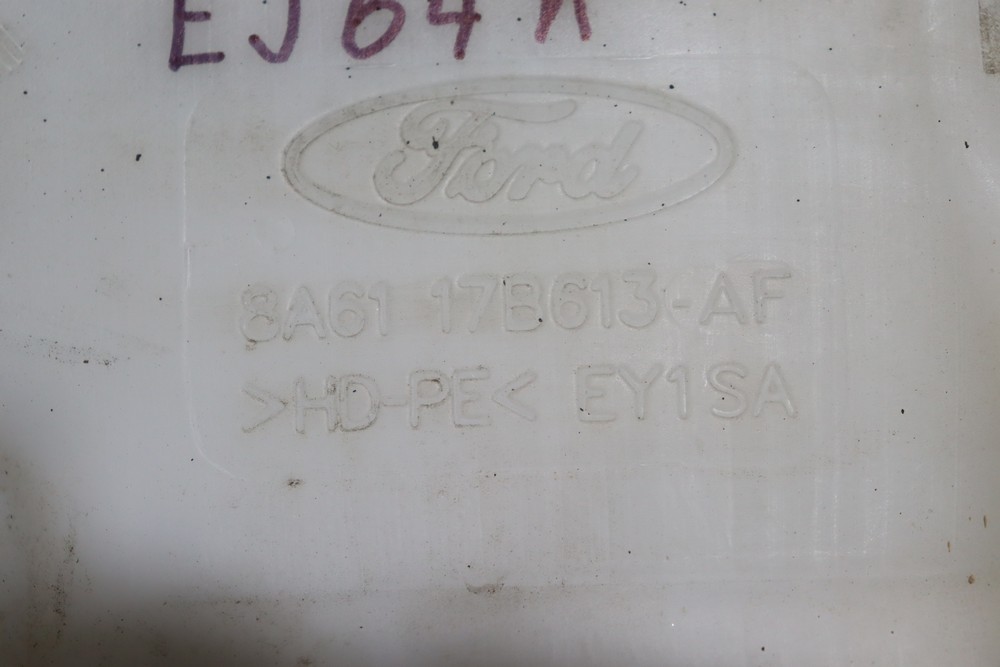 EJ64
Ford
8A61 17B613-AF
>HD-PE< EY1SA